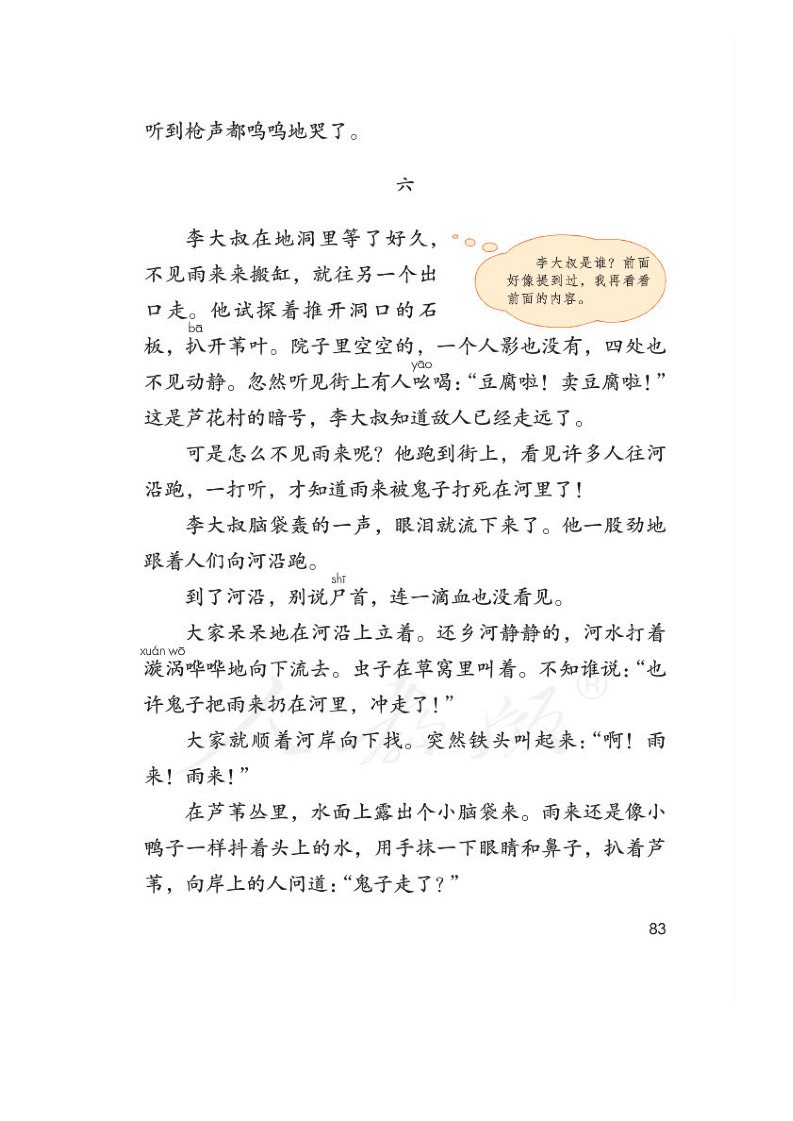 听到枪声都呜呜地哭了。
六
李大叔在地洞里等了好久，
不见雨来来搬缸，就往另一个出
口走。他试探着推开洞口的石
李大叔是谁？前面
好像提到过，我再看看
前面的内容。
bā
板，扒开苇叶。院子里空空的，一个人影也没有，四处也
yāo
不见动静。忽然听见街上有人吆喝：“豆腐啦！卖豆腐啦！”
这是芦花村的暗号，李大叔知道敌人已经走远了。
可是怎么不见雨来呢？他跑到街上，看见许多人往河
沿跑，一打听，才知道雨来被鬼子打死在河里了！
李大叔脑袋轰的一声，眼泪就流下来了。他一股劲地
跟着人们向河沿跑。
shī
到了河沿，别说尸首，连一滴血也没看见。
大家呆呆地在河沿上立着。还乡河静静的，河水打着
xuán wō
漩涡哗哗地向下流去。虫子在草窝里叫着。不知谁说：“也
许鬼子把雨来扔在河里，冲走了！”
大家就顺着河岸向下找。突然铁头叫起来：“啊！雨
来！雨来！”
在芦苇丛里，水面上露出个小脑袋来。雨来还是像小
鸭子一样抖着头上的水，用手抹一下眼睛和鼻子，扒着芦
苇，向岸上的人问道：“鬼子走了？”
83
人教版®